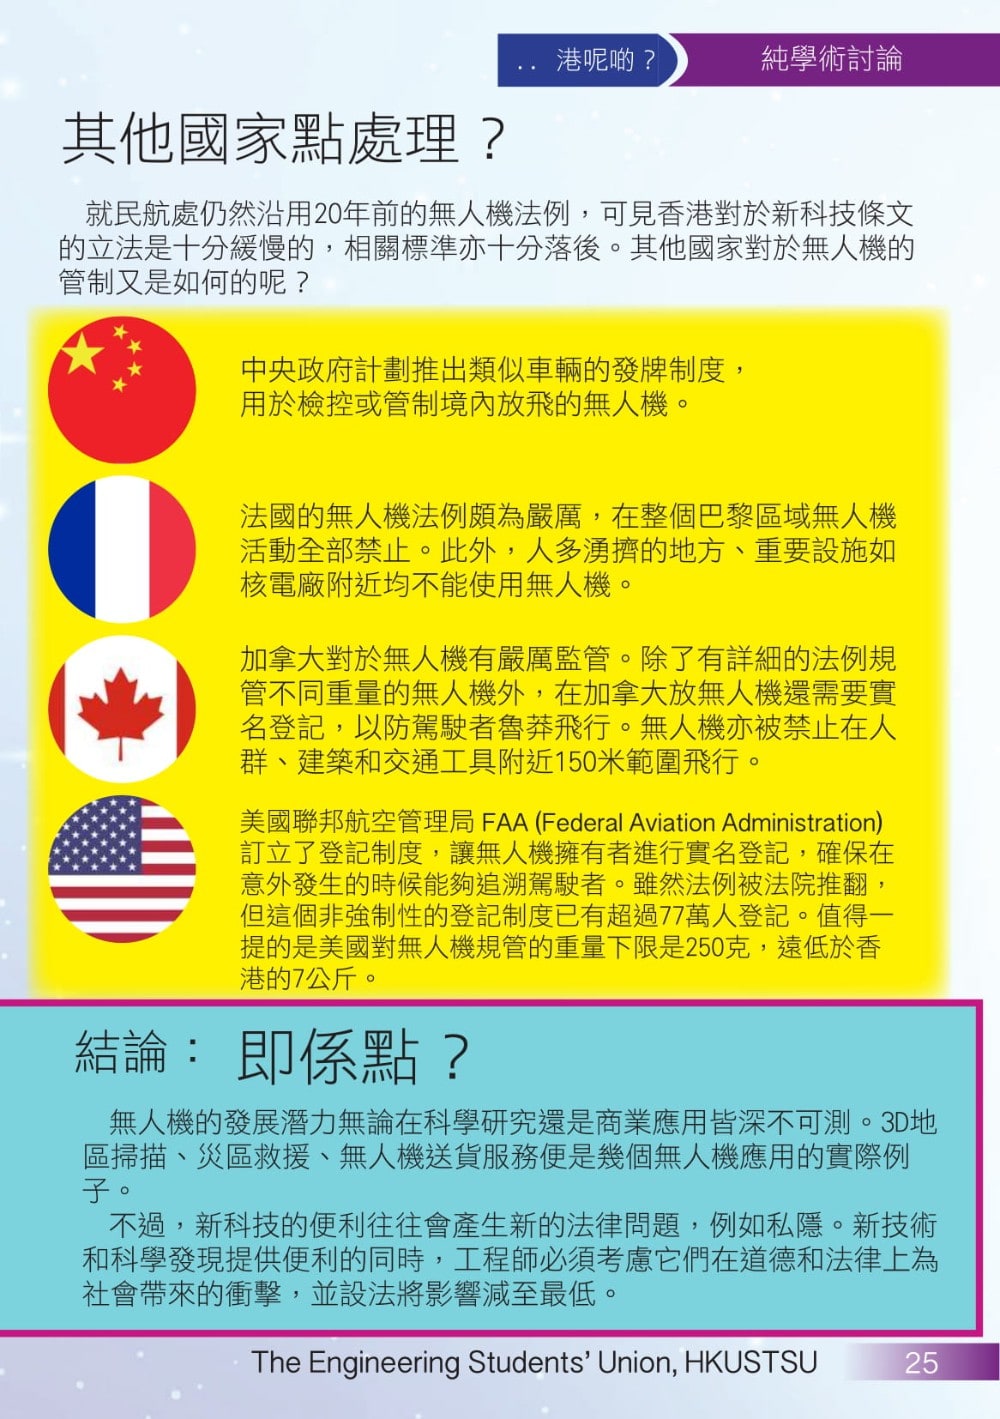 .. 港呢啲？
純學術討論
其他國家點處理？
就民航處仍然沿用20年前的無人機法例，可見香港對於新科技條文
的立法是十分緩慢的，相關標準亦十分落後。其他國家對於無人機的
管制又是如何的呢？
中央政府計劃推出類似車輛的發牌制度，
用於檢控或管制境內放飛的無人機。
法國的無人機法例頗為嚴厲，在整個巴黎區域無人機
活動全部禁止。此外，人多湧擠的地方、重要設施如
核電廠附近均不能使用無人機。
加拿大對於無人機有嚴厲監管。除了有詳細的法例規
管不同重量的無人機外，在加拿大放無人機還需要實
名登記，以防駕駛者魯莽飛行。無人機亦被禁止在人
群、建築和交通工具附近150米範圍飛行。
美國聯邦航空管理局 FAA (Federal Aviation Administration)
訂立了登記制度，讓無人機擁有者進行實名登記，確保在
意外發生的時候能夠追溯駕駛者。雖然法例被法院推翻，
但這個非強制性的登記制度已有超過77萬人登記。值得一
提的是美國對無人機規管的重量下限是250克，遠低於香
港的7公斤。
結論： 即係點？
無人機的發展潛力無論在科學研究還是商業應用皆深不可測。3D地
區掃描、災區救援、無人機送貨服務便是幾個無人機應用的實際例
子。
不過，新科技的便利往往會產生新的法律問題，例如私隱。新技術
和科學發現提供便利的同時，工程師必須考慮它們在道德和法律上為
社會帶來的衝擊，並設法將影響減至最低。
The Engineering Students’ Union, HKUSTSU
25